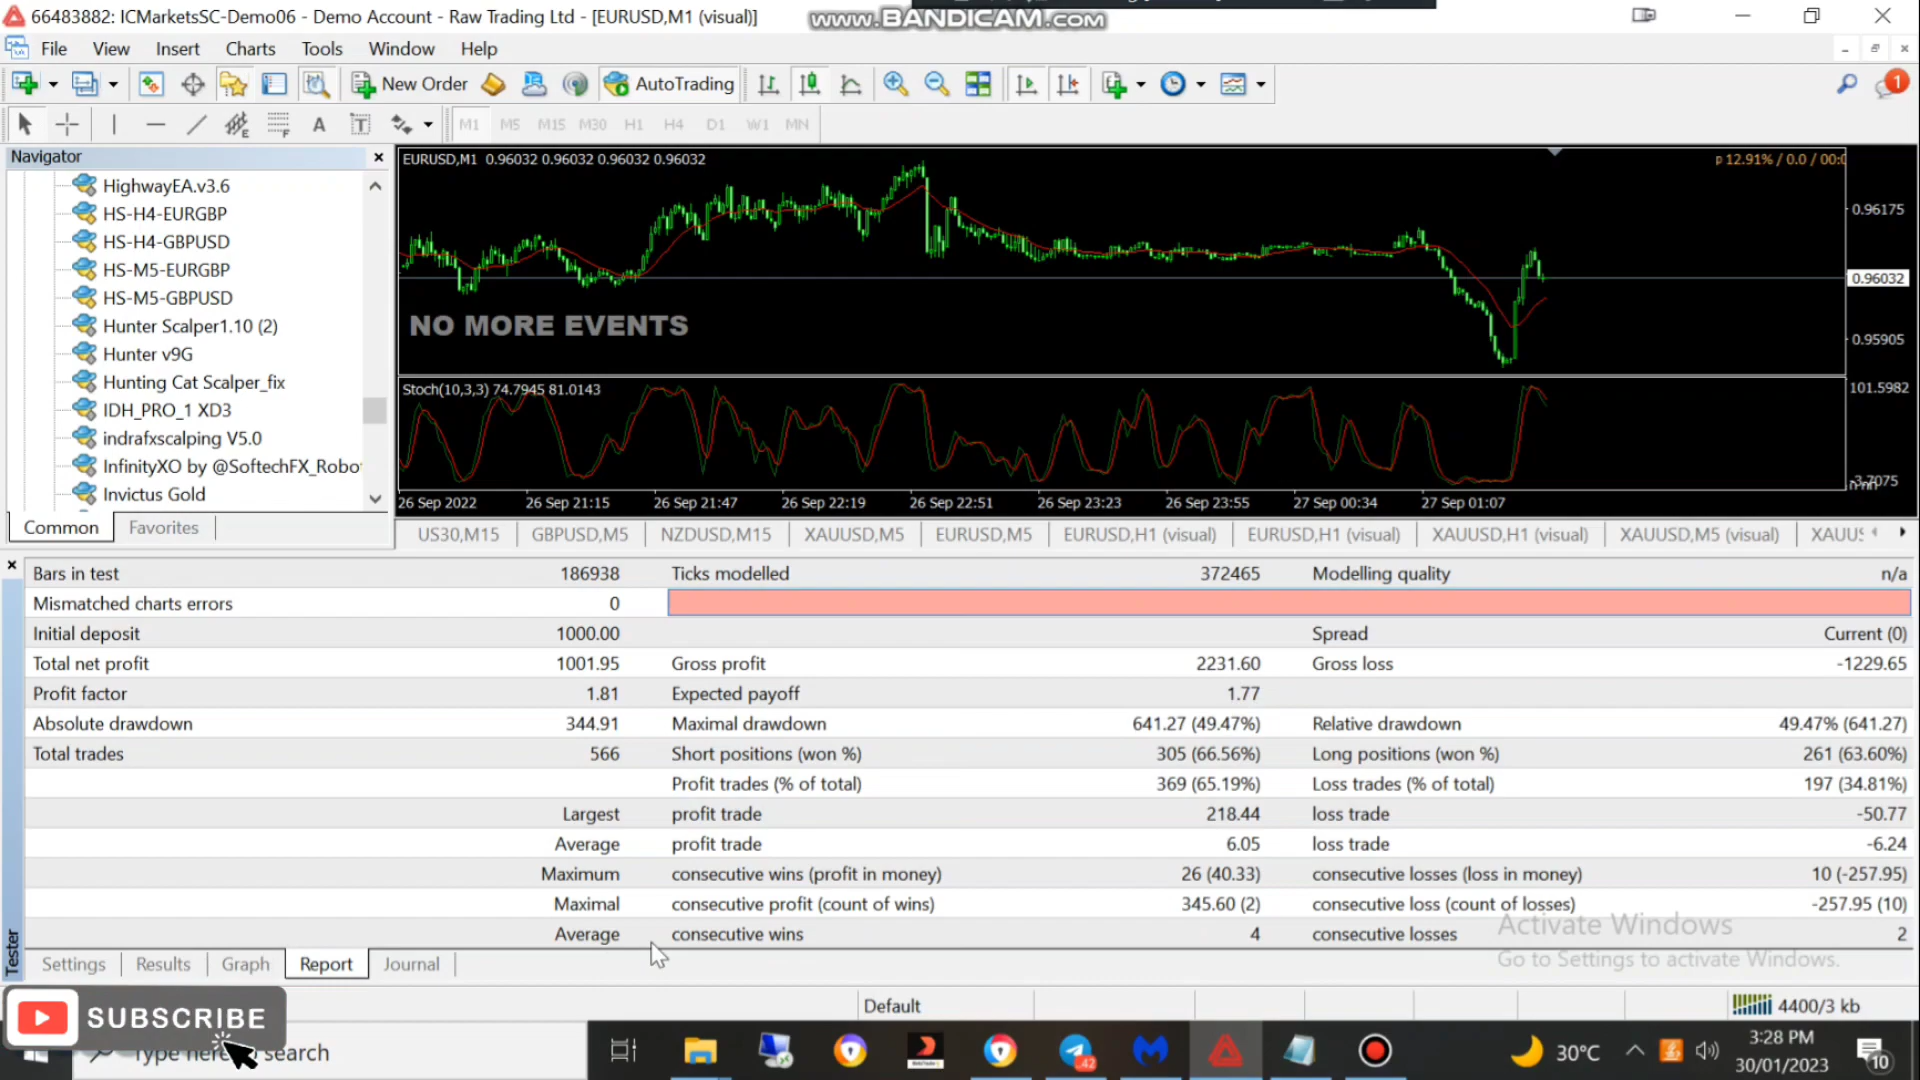 66483882: ICMarketsSC-Demo06 - Demo Account - Raw Trading Ltd - [EURUSD,M1 (visual)]
www.BANDICAM.com
File View Insert Charts Tools Window Help
New Order AutoTrading 1
M1 M5 M15 M30 H1 H4 D1 W1 MN
Navigator
HighwayEA.v3.6
HS-H4-EURGBP
HS-H4-GBPUSD
HS-M5-EURGBP
HS-M5-GBPUSD
Hunter Scalper1.10 (2)
Hunter v9G
Hunting Cat Scalper_fix
IDH_PRO_1 XD3
indrafxscalping V5.0
InfinityXO by @SoftechFX_Robo
Invictus Gold
Common Favorites
EURUSD,M1 0.96032 0.96032 0.96032 0.96032
p 12.91% / 0.0 / 00:0
0.96175
0.96032
0.95905
NO MORE EVENTS
Stoch(10,3,3) 74.7945 81.0143
101.5982
-3.7075
26 Sep 2022 26 Sep 21:15 26 Sep 21:47 26 Sep 22:19 26 Sep 22:51 26 Sep 23:23 26 Sep 23:55 27 Sep 00:34 27 Sep 01:07
US30,M15 GBPUSD,M5 NZDUSD,M15 XAUUSD,M5 EURUSD,M5 EURUSD,H1 (visual) EURUSD,H1 (visual) XAUUSD,H1 (visual) XAUUSD,M5 (visual) XAUUS
Bars in test 186938 Ticks modelled 372465 Modelling quality n/a
Mismatched charts errors 0
Initial deposit 1000.00 Spread Current (0)
Total net profit 1001.95 Gross profit 2231.60 Gross loss -1229.65
Profit factor 1.81 Expected payoff 1.77
Absolute drawdown 344.91 Maximal drawdown 641.27 (49.47%) Relative drawdown 49.47% (641.27)
Total trades 566 Short positions (won %) 305 (66.56%) Long positions (won %) 261 (63.60%)
Profit trades (% of total) 369 (65.19%) Loss trades (% of total) 197 (34.81%)
Largest profit trade 218.44 loss trade -50.77
Average profit trade 6.05 loss trade -6.24
Maximum consecutive wins (profit in money) 26 (40.33) consecutive losses (loss in money) 10 (-257.95)
Maximal consecutive profit (count of wins) 345.60 (2) consecutive loss (count of losses) -257.95 (10)
Average consecutive wins 4 consecutive losses 2
Activate Windows
Go to Settings to activate Windows.
Tester
Settings Results Graph Report Journal
Default 4400/3 kb
SUBSCRIBE
Type here to search
42
30°C
3:28 PM
30/01/2023
10